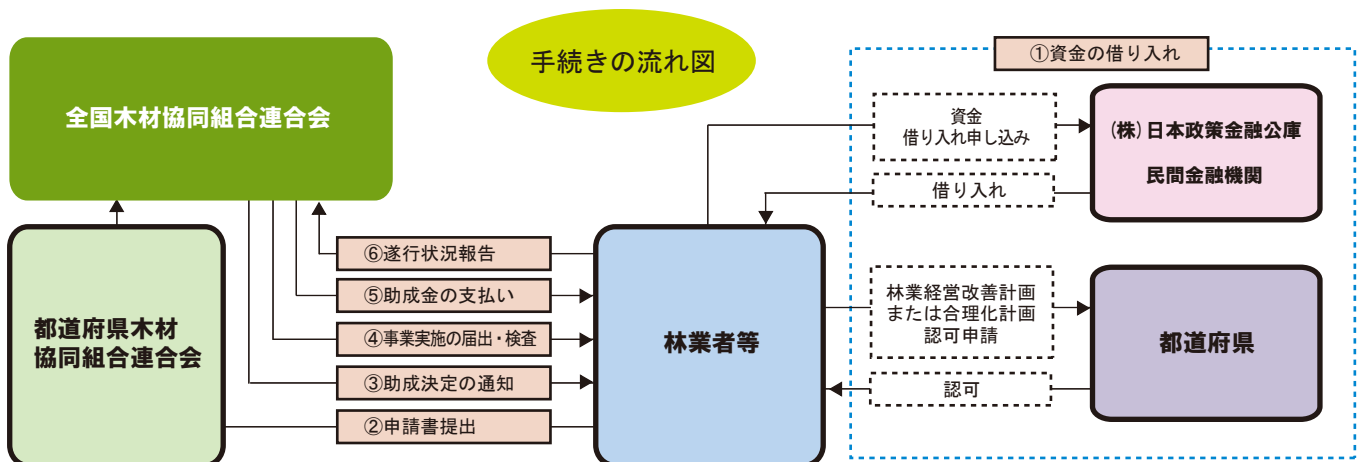 手続きの流れ図
①資金の借り入れ
全国木材協同組合連合会
資金
借り入れ申し込み
(株)日本政策金融公庫
民間金融機関
借り入れ
⑥遂行状況報告
⑤助成金の支払い
④事業実施の届出・検査
③助成決定の通知
②申請書提出
都道府県木材
協同組合連合会
林業者等
林業経営改善計画
または合理化計画
認可申請
都道府県
認可